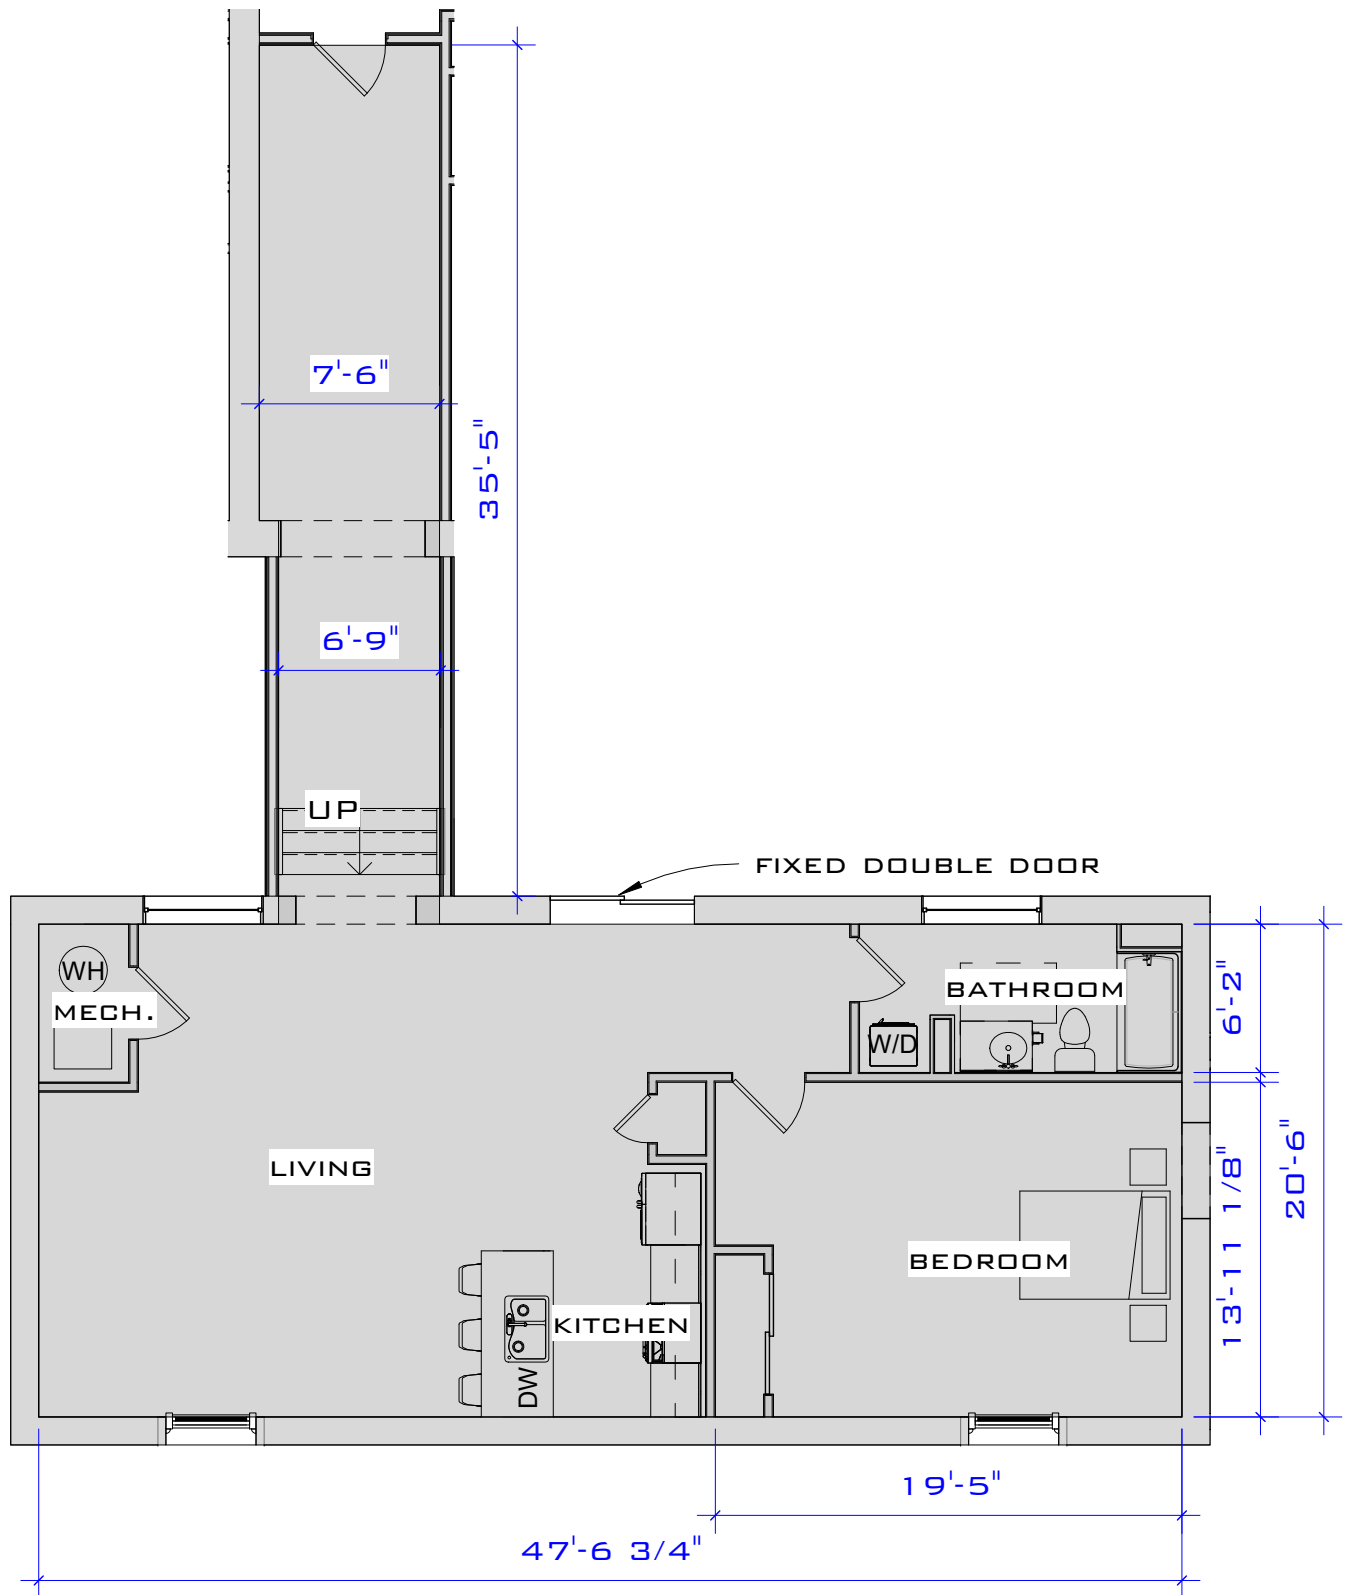 7'-6"
35'-5"
6'-9"
UP
FIXED DOUBLE DOOR
WH
MECH.
BATHROOM
W/D
6'-2"
LIVING
13'-11 1/8"
20'-6"
BEDROOM
KITCHEN
DW
19'-5"
47'-6 3/4"